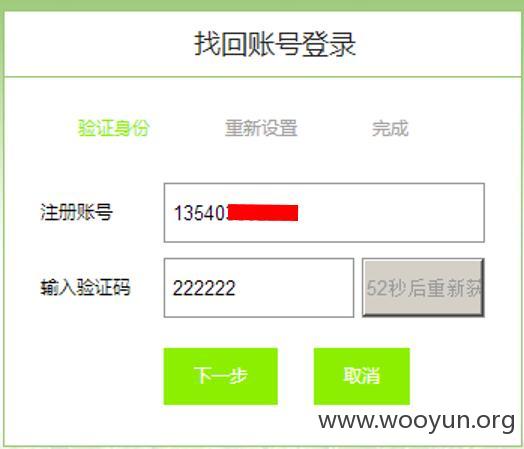 找回账号登录
验证身份 重新设置 完成
注册账号 13540
输入验证码 222222 52秒后重新获
下一步 取消
www.wooyun.org